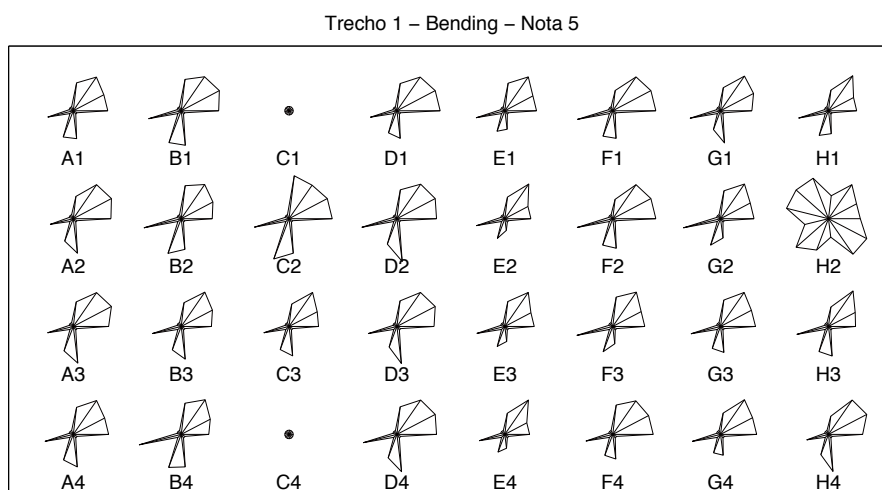 Trecho 1 – Bending – Nota 5
A1 B1 C1 D1 E1 F1 G1 H1
A2 B2 C2 D2 E2 F2 G2 H2
A3 B3 C3 D3 E3 F3 G3 H3
A4 B4 C4 D4 E4 F4 G4 H4